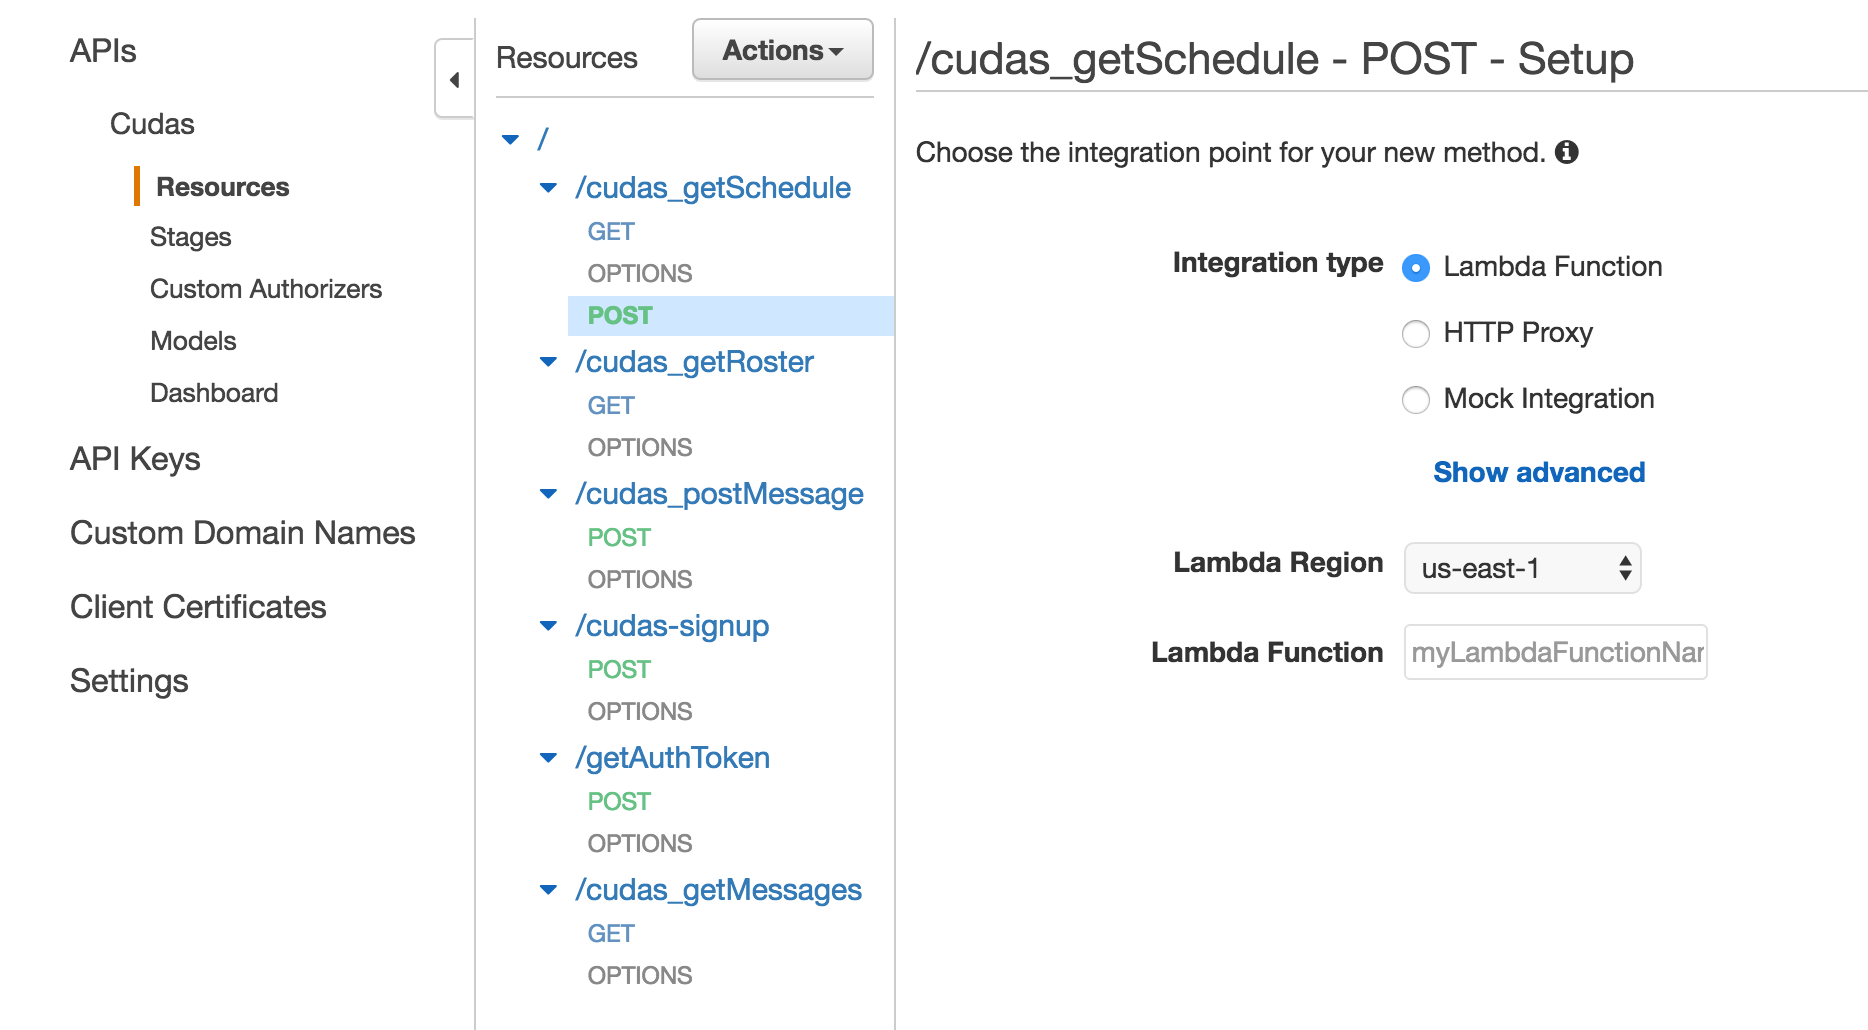 APIs
Cudas
Resources
Stages
Custom Authorizers
Models
Dashboard
API Keys
Custom Domain Names
Client Certificates
Settings
Resources
Actions
/
/cudas_getSchedule
GET
OPTIONS
POST
/cudas_getRoster
GET
OPTIONS
/cudas_postMessage
POST
OPTIONS
/cudas-signup
POST
OPTIONS
/getAuthToken
POST
OPTIONS
/cudas_getMessages
GET
OPTIONS
/cudas_getSchedule - POST - Setup
Choose the integration point for your new method.
Integration type
Lambda Function
HTTP Proxy
Mock Integration
Show advanced
Lambda Region us-east-1
Lambda Function myLambdaFunctionNar